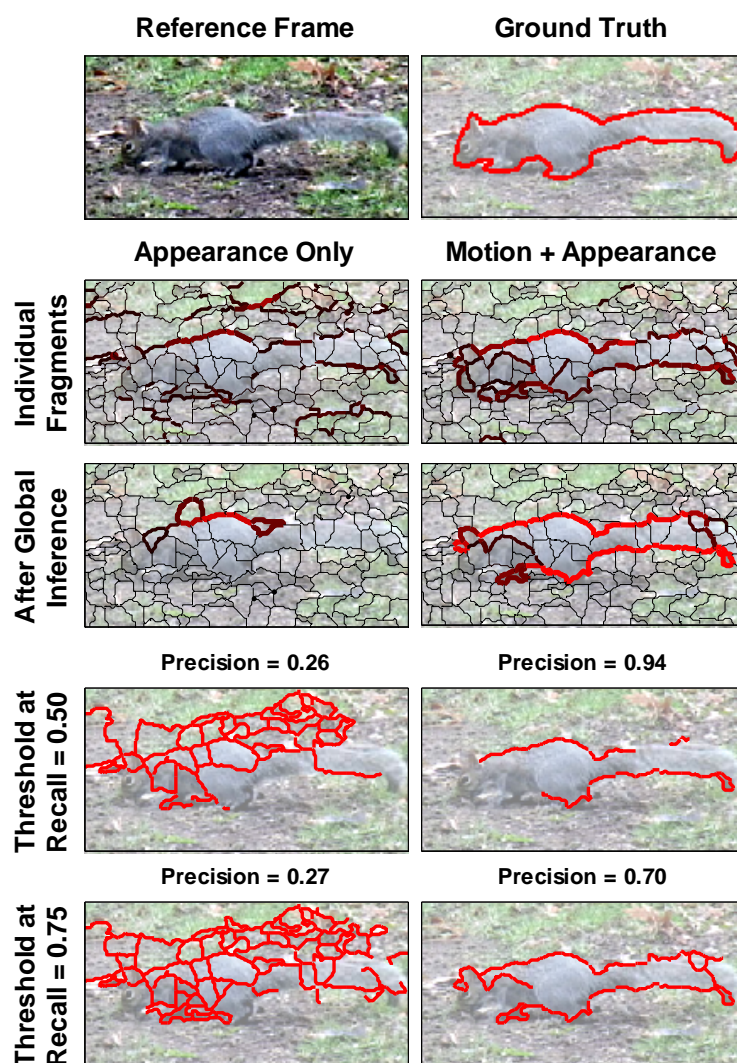 Reference Frame
Ground Truth
Appearance Only
Motion + Appearance
Individual
Fragments
After Global
Inference
Precision = 0.26
Precision = 0.94
Threshold at
Recall = 0.50
Precision = 0.27
Precision = 0.70
Threshold at
Recall = 0.75